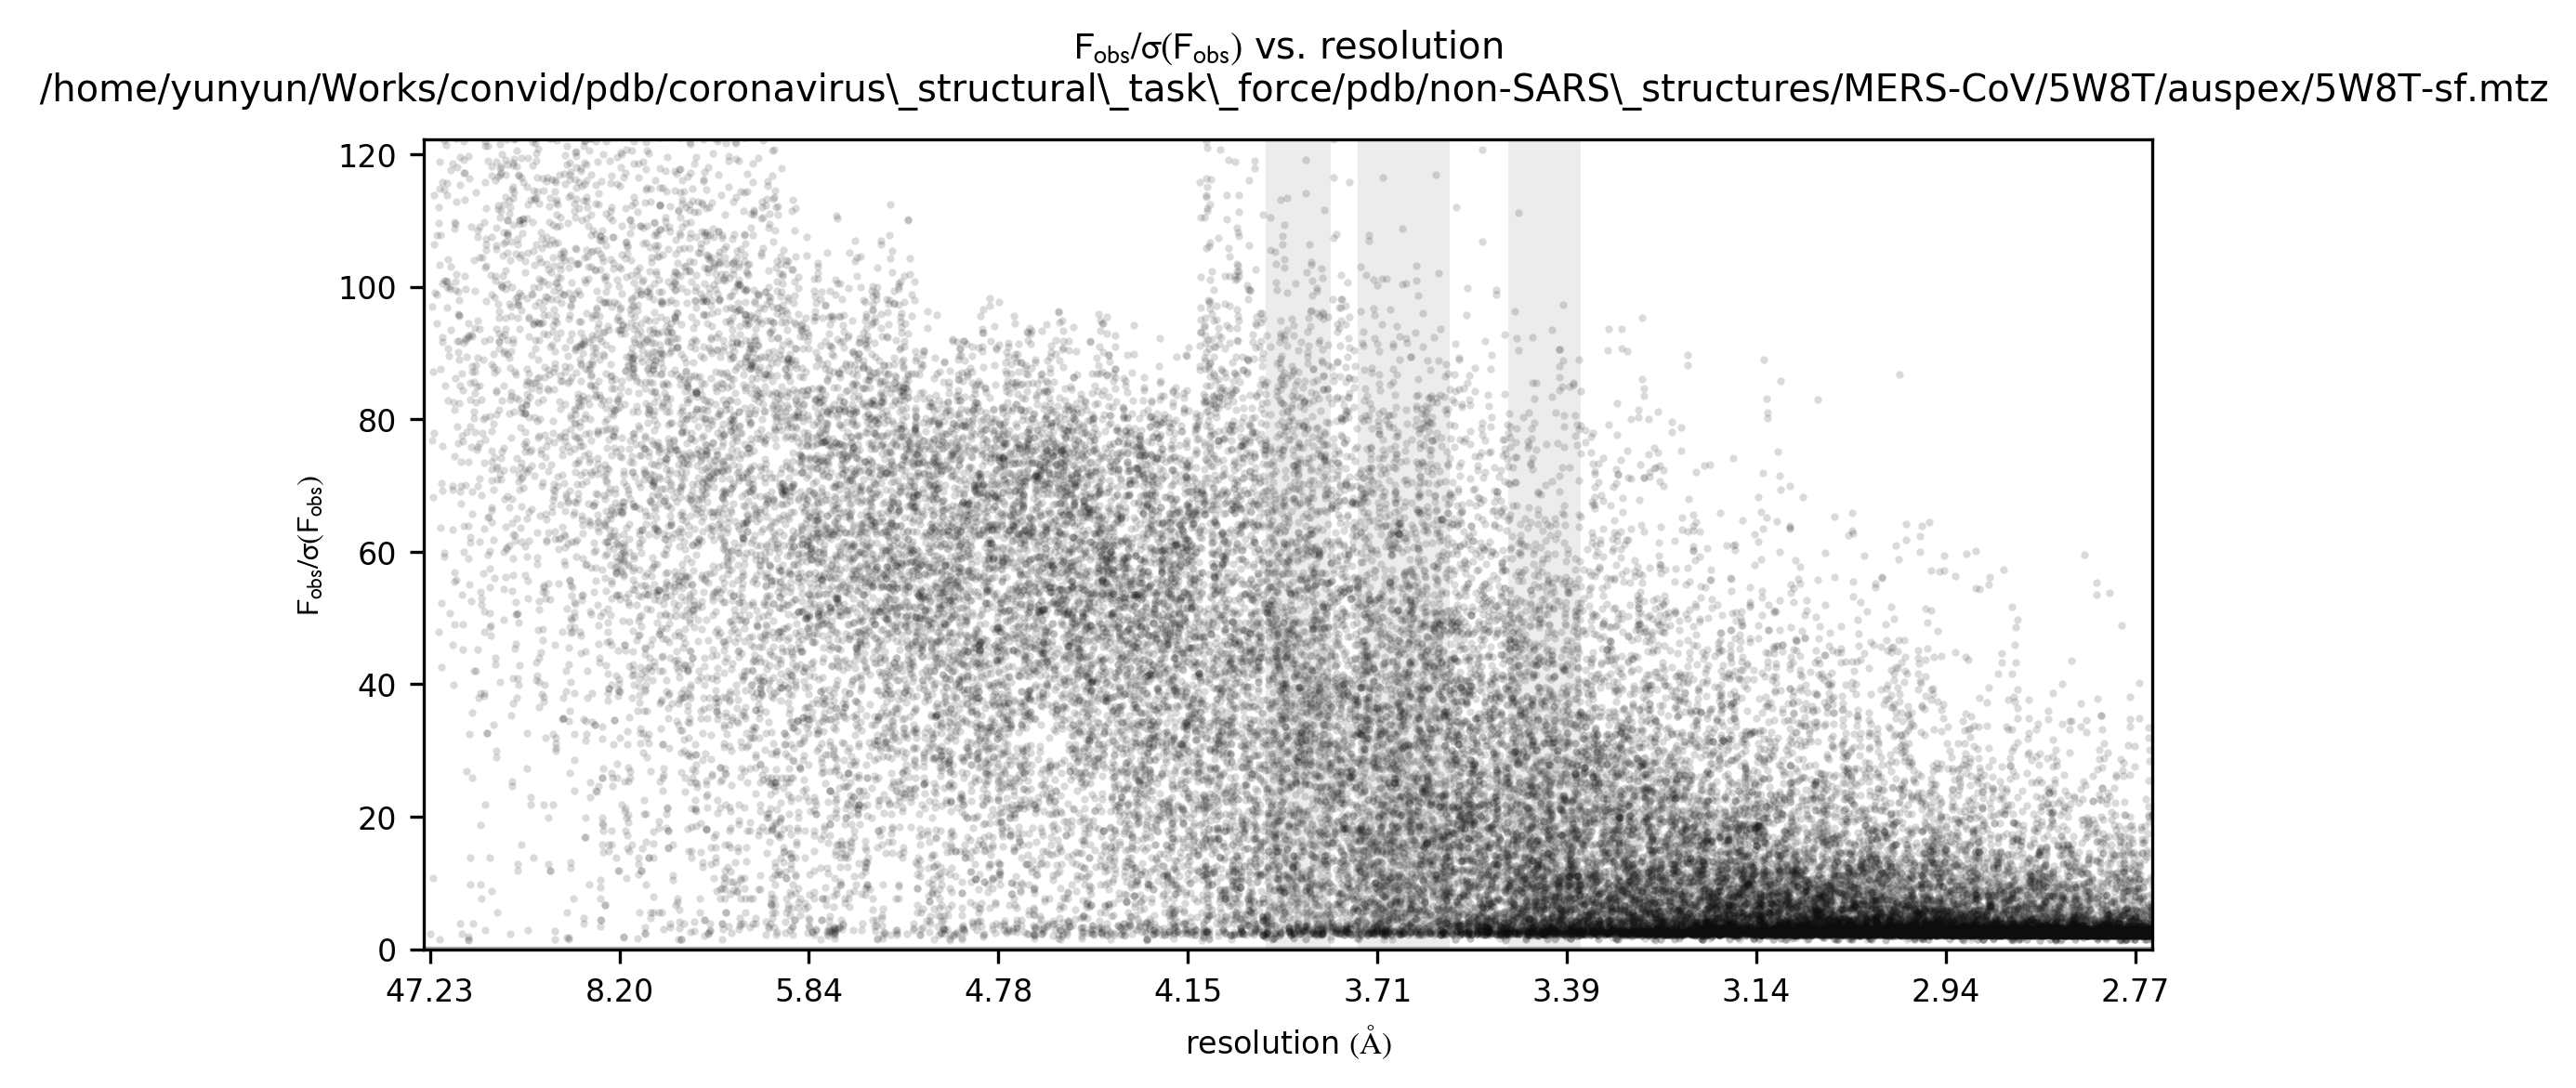 Fobs/σ(Fobs) vs. resolution
/home/yunyun/Works/convid/pdb/coronavirus\_structural\_task\_force/pdb/non-SARS\_structures/MERS-CoV/5W8T/auspex/5W8T-sf.mtz
120
100
80
60
40
20
0
Fobs/σ(Fobs)
47.23 8.20 5.84 4.78 4.15 3.71 3.39 3.14 2.94 2.77
resolution (Å)